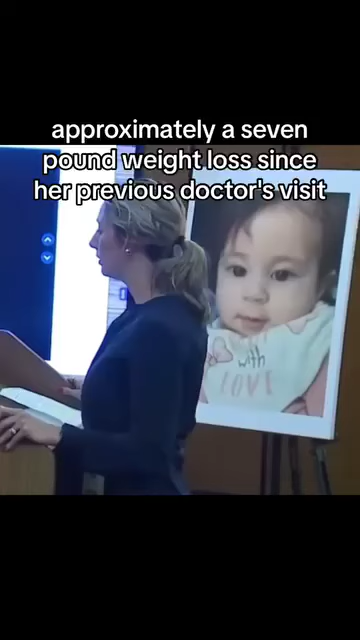 approximately a seven
pound weight loss since
her previous doctor's visit
with
LOVE